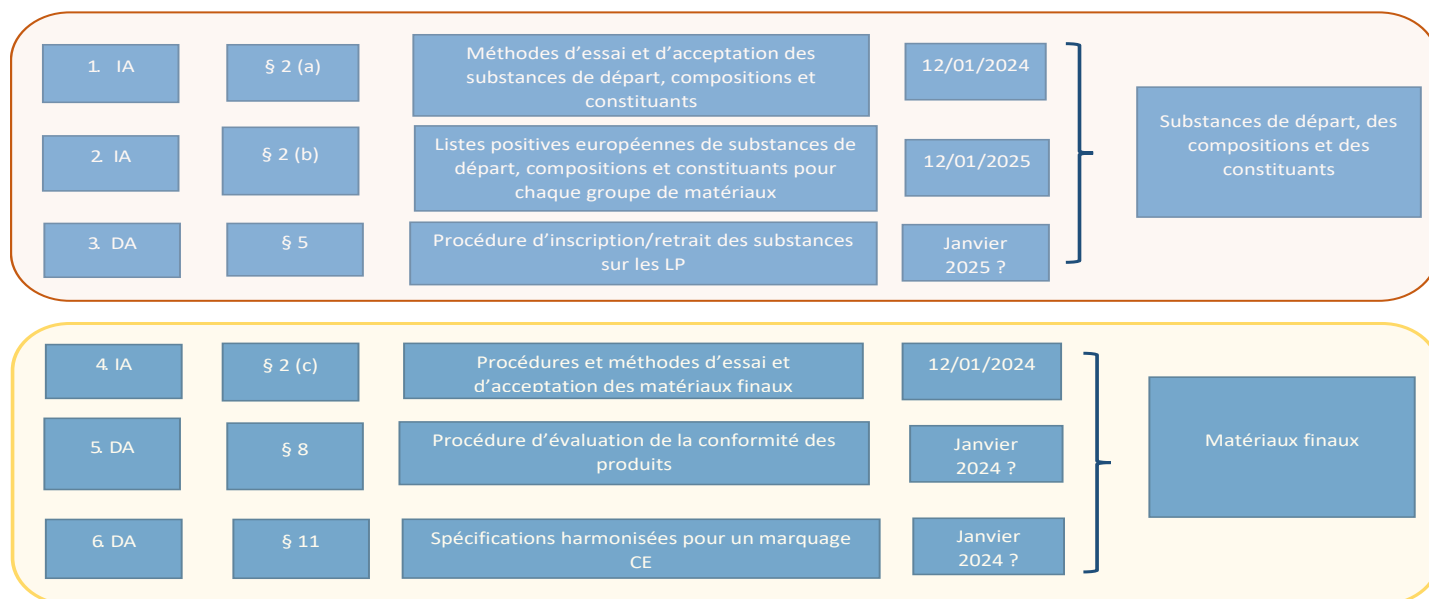 1. IA
§ 2 (a)
Méthodes d'essai et d'acceptation des
substances de départ, compositions et
constituants
12/01/2024
2. IA
§ 2 (b)
Listes positives européennes de substances de
départ, compositions et constituants pour
chaque groupe de matériaux
12/01/2025
3. DA
§ 5
Procédure d'inscription/retrait des substances
sur les LP
Janvier
2025 ?
Substances de départ, des
compositions et des
constituants
4. IA
§ 2 (c)
Procédures et méthodes d'essai et
d'acceptation des matériaux finaux
12/01/2024
5. DA
§ 8
Procédure d'évaluation de la conformité des
produits
Janvier
2024 ?
6. DA
§ 11
Spécifications harmonisées pour un marquage
CE
Janvier
2024 ?
Matériaux finaux